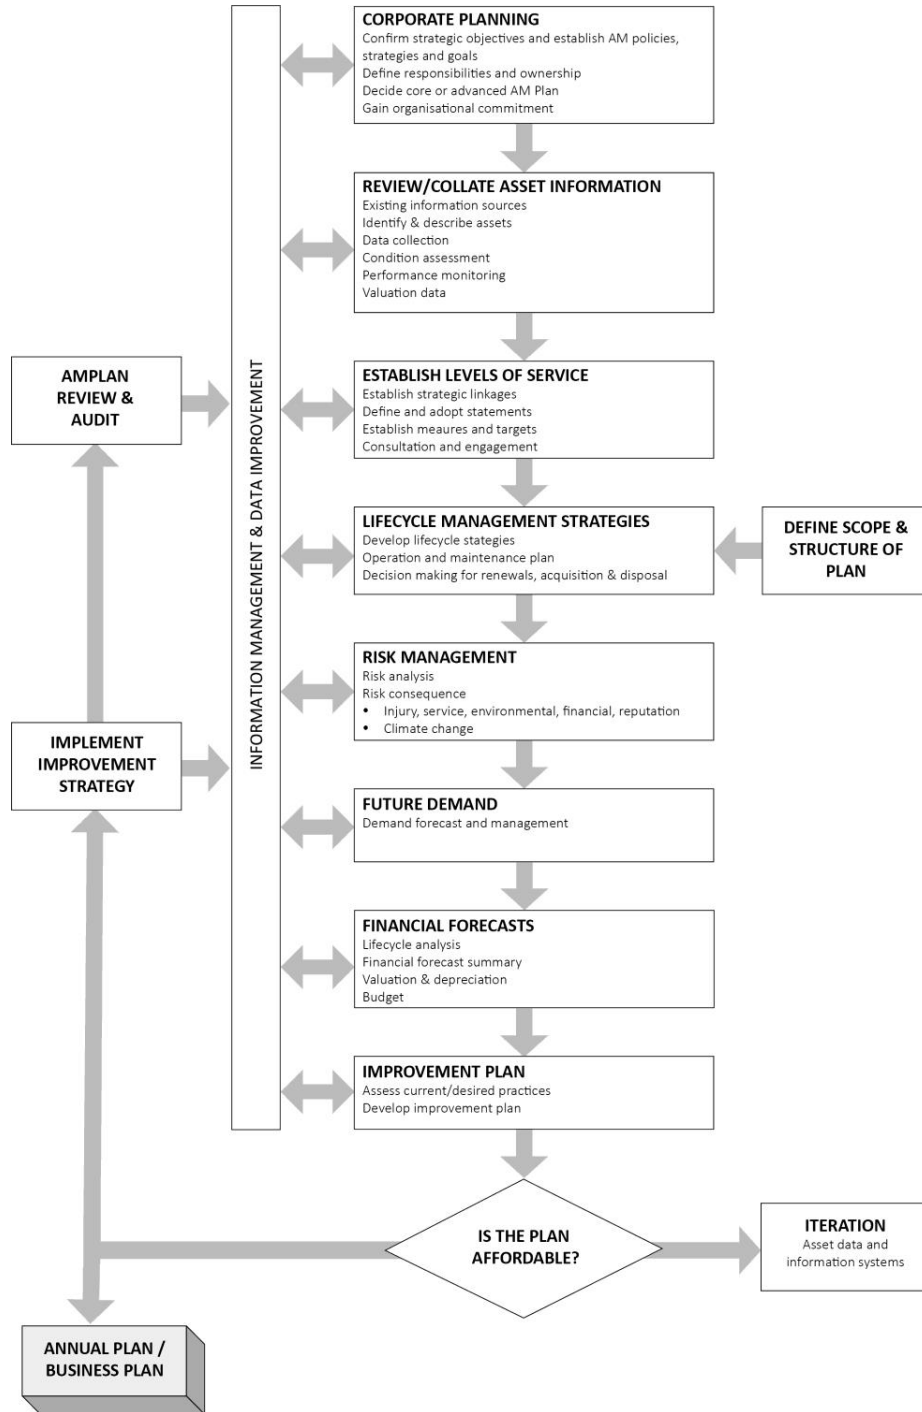 CORPORATE PLANNING
Confirm strategic objectives and establish AM policies,
strategies and goals
Define responsibilities and ownership
Decide core or advanced AM Plan
Gain organisational commitment
REVIEW/COLLATE ASSET INFORMATION
Existing information sources
Identify & describe assets
Data collection
Condition assessment
Performance monitoring
Valuation data
INFORMATION MANAGEMENT & DATA IMPROVEMENT
AMPLAN
REVIEW &
AUDIT
ESTABLISH LEVELS OF SERVICE
Establish strategic linkages
Define and adopt statements
Establish meaures and targets
Consultation and engagement
LIFECYCLE MANAGEMENT STRATEGIES
Develop lifecycle stategies
Operation and maintenance plan
Decision making for renewals, acquisition & disposal
DEFINE SCOPE &
STRUCTURE OF
PLAN
RISK MANAGEMENT
Risk analysis
Risk consequence
• Injury, service, environmental, financial, reputation
• Climate change
IMPLEMENT
IMPROVEMENT
STRATEGY
FUTURE DEMAND
Demand forecast and management
FINANCIAL FORECASTS
Lifecycle analysis
Financial forecast summary
Valuation & depreciation
Budget
IMPROVEMENT PLAN
Assess current/desired practices
Develop improvement plan
IS THE PLAN
AFFORDABLE?
ITERATION
Asset data and
information systems
ANNUAL PLAN /
BUSINESS PLAN